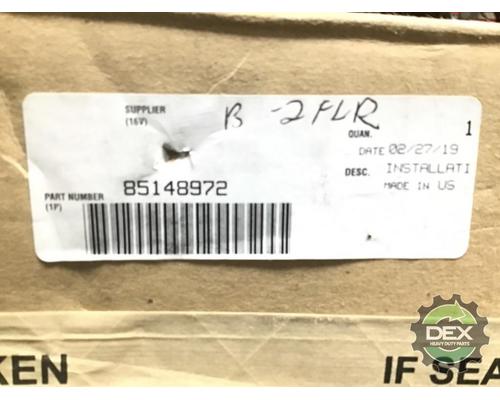 SUPPLIER
(16V)
B -2FLR
QUAN. 1
DATE 02/27/19
DESC. INSTALLATI
MADE IN US
PART NUMBER
(1P)
85148972
DEX
HEAVY DUTY PARTS
KEN
IF SEA